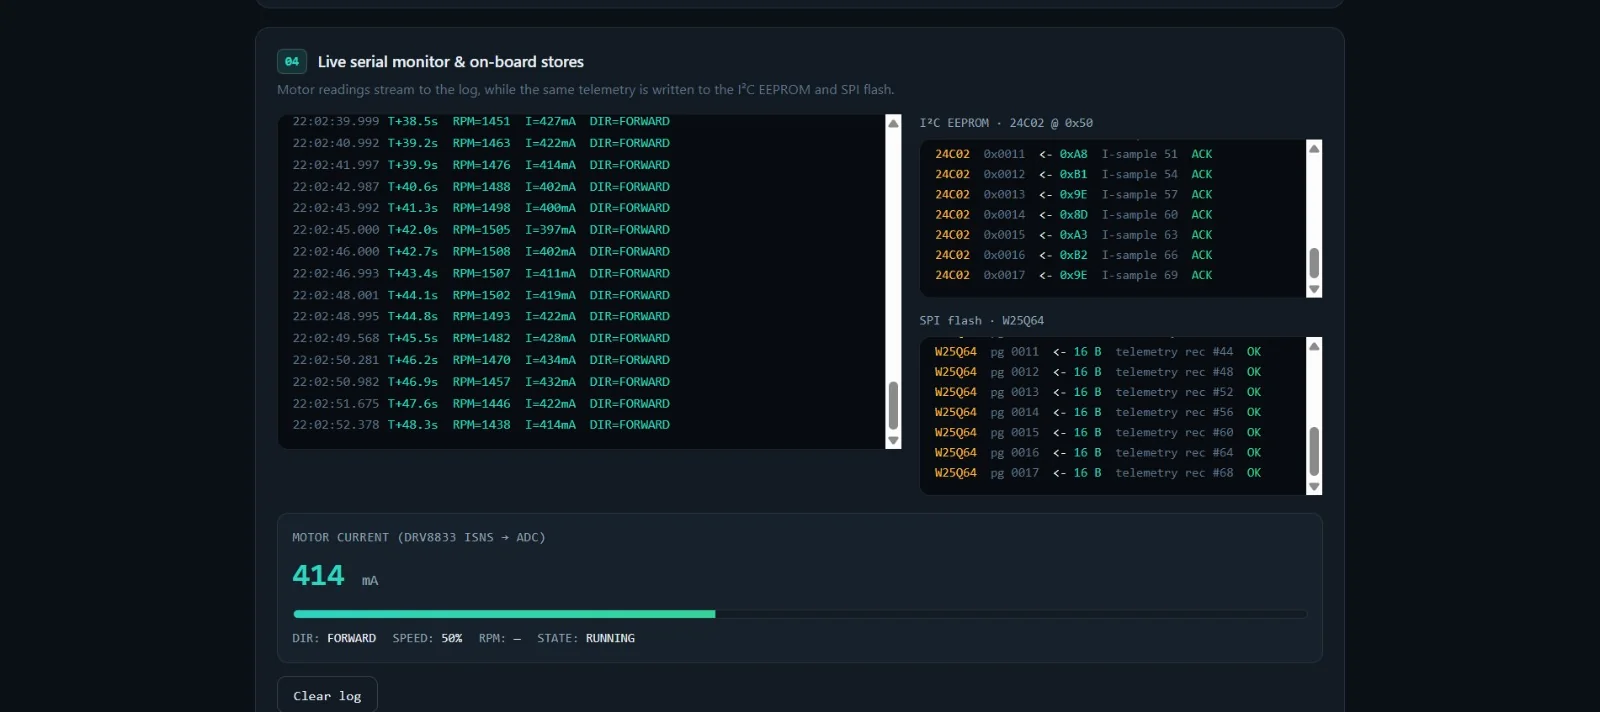 04 Live serial monitor & on-board stores
Motor readings stream to the log, while the same telemetry is written to the I²C EEPROM and SPI flash.
22:02:39.999 T+38.5s RPM=1451 I=427mA DIR=FORWARD
22:02:40.992 T+39.2s RPM=1463 I=422mA DIR=FORWARD
22:02:41.997 T+39.9s RPM=1476 I=414mA DIR=FORWARD
22:02:42.987 T+40.6s RPM=1488 I=402mA DIR=FORWARD
22:02:43.992 T+41.3s RPM=1498 I=400mA DIR=FORWARD
22:02:45.000 T+42.0s RPM=1505 I=397mA DIR=FORWARD
22:02:46.000 T+42.7s RPM=1508 I=402mA DIR=FORWARD
22:02:46.993 T+43.4s RPM=1507 I=411mA DIR=FORWARD
22:02:48.001 T+44.1s RPM=1502 I=419mA DIR=FORWARD
22:02:48.995 T+44.8s RPM=1493 I=422mA DIR=FORWARD
22:02:49.568 T+45.5s RPM=1482 I=428mA DIR=FORWARD
22:02:50.281 T+46.2s RPM=1470 I=434mA DIR=FORWARD
22:02:50.982 T+46.9s RPM=1457 I=432mA DIR=FORWARD
22:02:51.675 T+47.6s RPM=1446 I=422mA DIR=FORWARD
22:02:52.378 T+48.3s RPM=1438 I=414mA DIR=FORWARD
I²C EEPROM · 24C02 @ 0x50
24C02 0x0011 <- 0xA8 I-sample 51 ACK
24C02 0x0012 <- 0xB1 I-sample 54 ACK
24C02 0x0013 <- 0x9E I-sample 57 ACK
24C02 0x0014 <- 0x8D I-sample 60 ACK
24C02 0x0015 <- 0xA3 I-sample 63 ACK
24C02 0x0016 <- 0xB2 I-sample 66 ACK
24C02 0x0017 <- 0x9E I-sample 69 ACK
SPI flash · W25Q64
W25Q64 pg 0011 <- 16 B telemetry rec #44 OK
W25Q64 pg 0012 <- 16 B telemetry rec #48 OK
W25Q64 pg 0013 <- 16 B telemetry rec #52 OK
W25Q64 pg 0014 <- 16 B telemetry rec #56 OK
W25Q64 pg 0015 <- 16 B telemetry rec #60 OK
W25Q64 pg 0016 <- 16 B telemetry rec #64 OK
W25Q64 pg 0017 <- 16 B telemetry rec #68 OK
MOTOR CURRENT (DRV8833 ISNS → ADC)
414 mA
DIR: FORWARD SPEED: 50% RPM: — STATE: RUNNING
Clear log